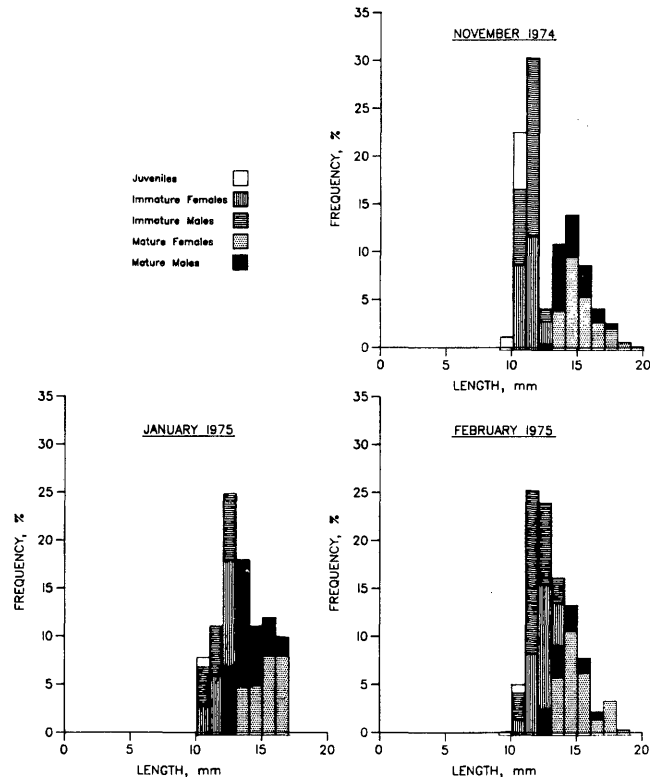 NOVEMBER 1974
35
30
25
20
15
10
5
0
FREQUENCY, %
0 5 10 15 20
LENGTH, mm
Juveniles
Immature Females
Immature Males
Mature Females
Mature Males
JANUARY 1975
35
30
25
20
15
10
5
0
FREQUENCY, %
0 5 10 15 20
LENGTH, mm
FEBRUARY 1975
35
30
25
20
15
10
5
0
FREQUENCY, %
0 5 10 15 20
LENGTH, mm